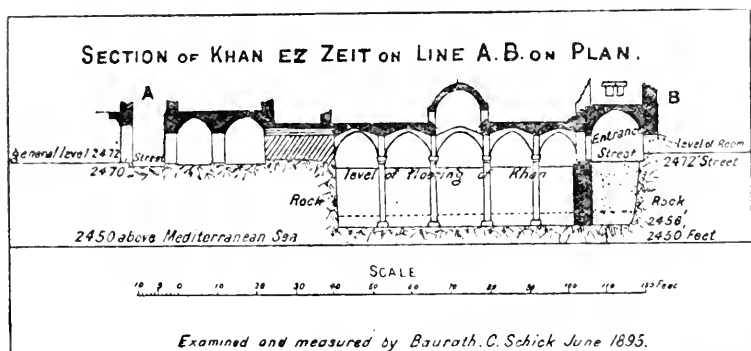 SECTION OF KHAN EZ ZEIT ON LINE A.B. ON PLAN.
A
B
Entrance
Street
General level 2472'
Street
level of Room
2472' Street
2470
level of flooring of Khan
Rock
Rock
2456'
2450 Feet
2450 above Mediterranean Sea
SCALE
10 5 0 10 20 30 40 50 60 70 80 90 100 110 120 130 Feet
Examined and measured by Baurath. C. Schick June 1895.